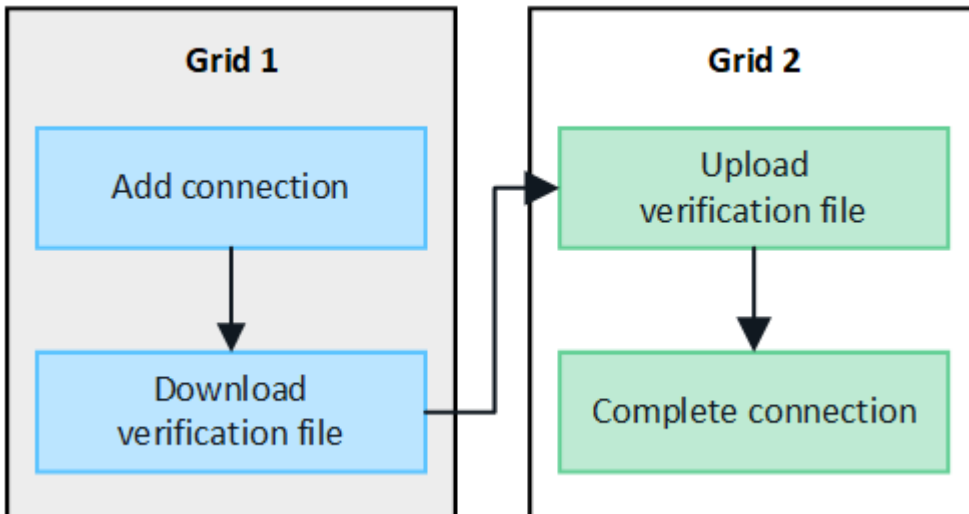 Grid 1
Add connection
Download
verification file
Grid 2
Upload
verification file
Complete connection